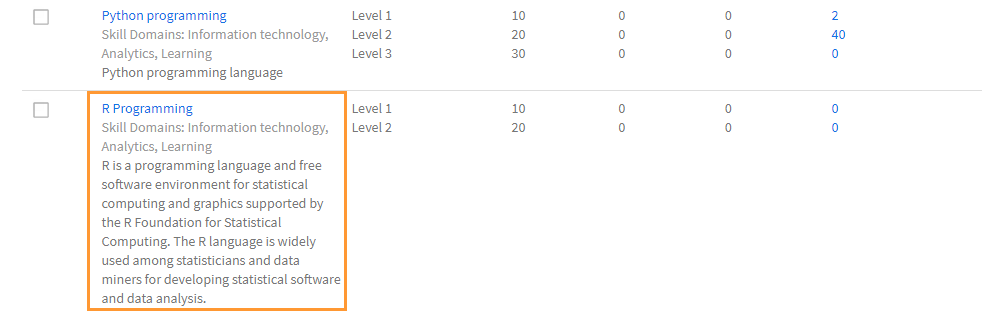 Python programming Level 1 10 0 0 2
Skill Domains: Information technology, Level 2 20 0 0 40
Analytics, Learning Level 3 30 0 0 0
Python programming language
R Programming Level 1 10 0 0 0
Skill Domains: Information technology, Level 2 20 0 0 0
Analytics, Learning
R is a programming language and free
software environment for statistical
computing and graphics supported by
the R Foundation for Statistical
Computing. The R language is widely
used among statisticians and data
miners for developing statistical software
and data analysis.